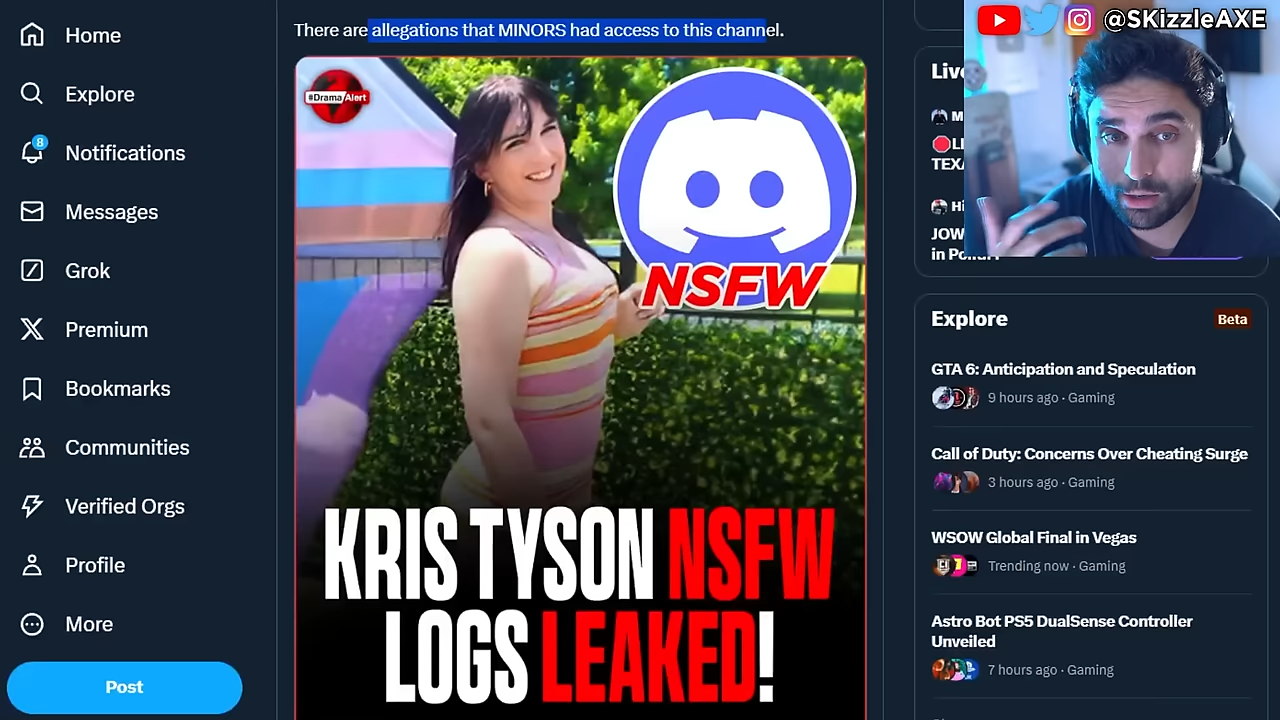 Home
Explore
8
Notifications
Messages
Grok
Premium
Bookmarks
Communities
Verified Orgs
Profile
More
Post
There are allegations that MINORS had access to this channel.
#DramaAlert
NSFW
KRIS TYSON NSFW
LOGS LEAKED!
@SKizzleAXE
Explore
Beta
GTA 6: Anticipation and Speculation
9 hours ago · Gaming
Call of Duty: Concerns Over Cheating Surge
3 hours ago · Gaming
WSOW Global Final in Vegas
Trending now · Gaming
Astro Bot PS5 DualSense Controller
Unveiled
7 hours ago · Gaming